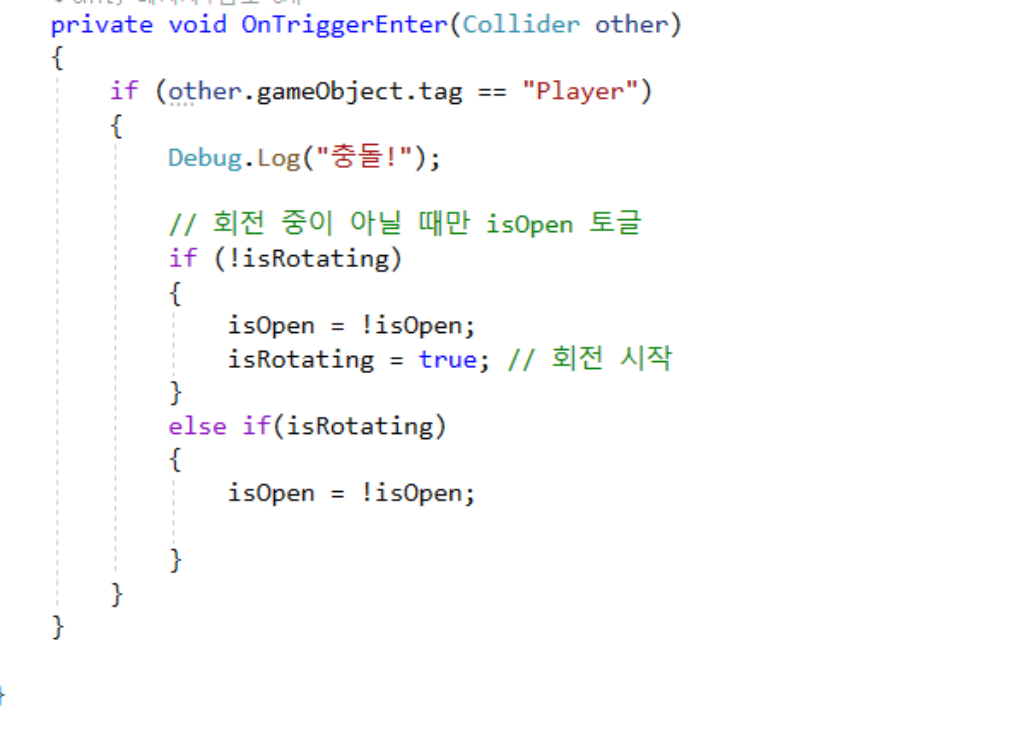 private void OnTriggerEnter(Collider other)
{
if (other.gameObject.tag == "Player")
{
Debug.Log("충돌!");
// 회전 중이 아닐 때만 isOpen 토글
if (!isRotating)
{
isOpen = !isOpen;
isRotating = true; // 회전 시작
}
else if(isRotating)
{
isOpen = !isOpen;
}
}
}
}